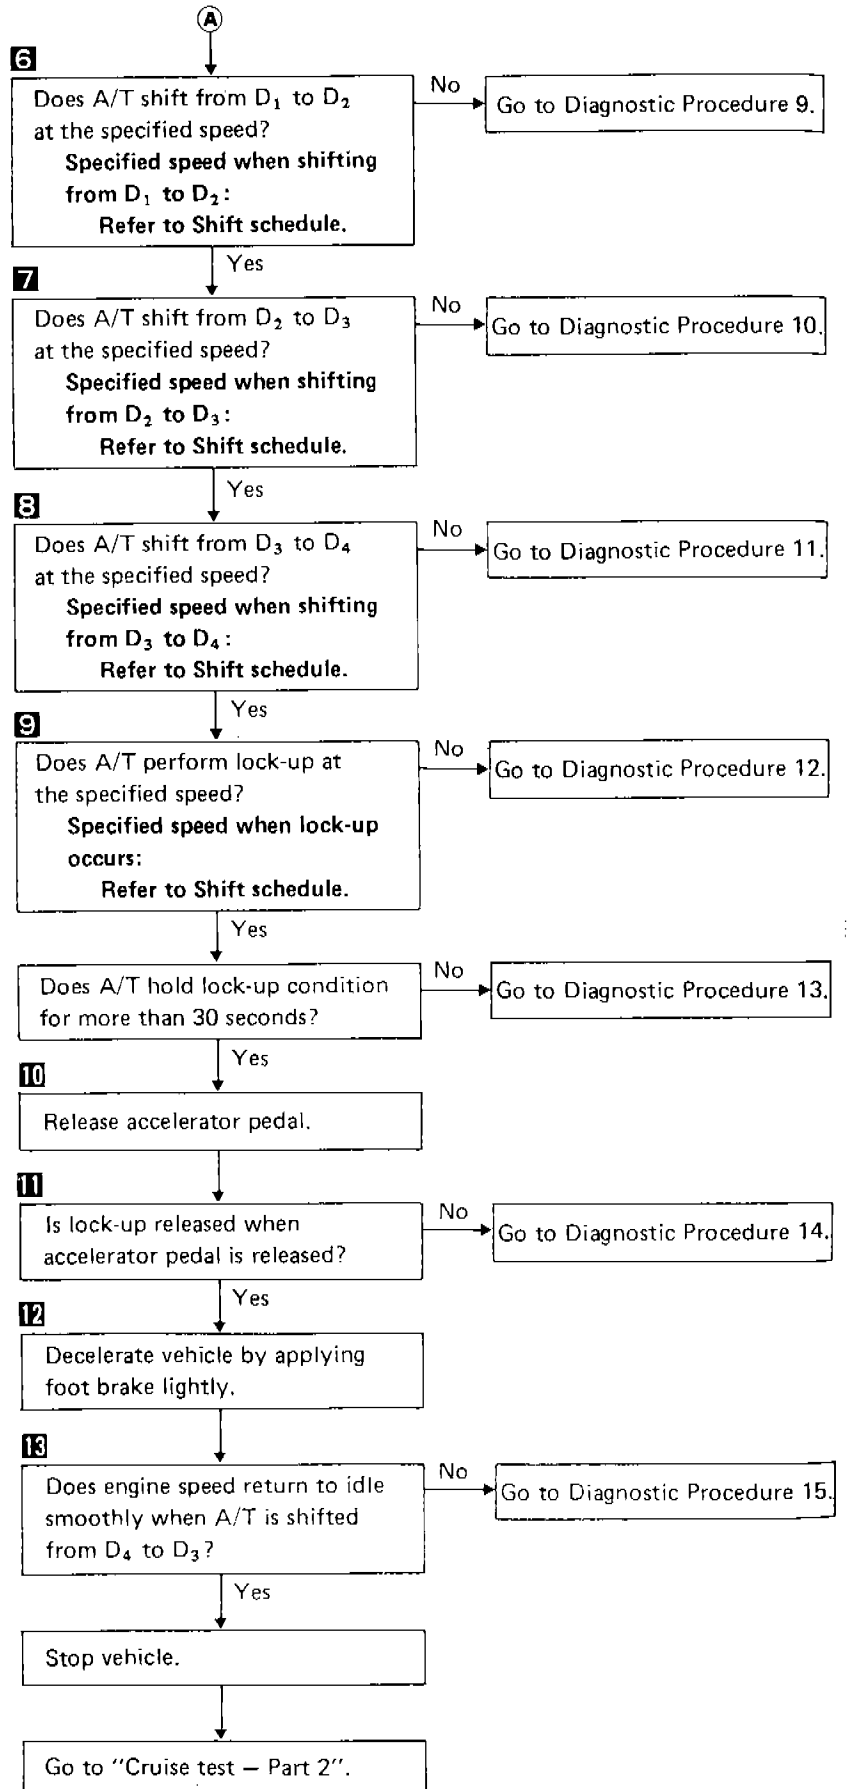 A
6
Does A/T shift from D₁ to D₂
at the specified speed?
Specified speed when shifting
from D₁ to D₂:
Refer to Shift schedule.
No
Go to Diagnostic Procedure 9.
Yes
7
Does A/T shift from D₂ to D₃
at the specified speed?
Specified speed when shifting
from D₂ to D₃:
Refer to Shift schedule.
No
Go to Diagnostic Procedure 10.
Yes
8
Does A/T shift from D₃ to D₄
at the specified speed?
Specified speed when shifting
from D₃ to D₄:
Refer to Shift schedule.
No
Go to Diagnostic Procedure 11.
Yes
9
Does A/T perform lock-up at
the specified speed?
Specified speed when lock-up
occurs:
Refer to Shift schedule.
No
Go to Diagnostic Procedure 12.
Yes
Does A/T hold lock-up condition
for more than 30 seconds?
No
Go to Diagnostic Procedure 13.
Yes
10
Release accelerator pedal.
11
Is lock-up released when
accelerator pedal is released?
No
Go to Diagnostic Procedure 14.
Yes
12
Decelerate vehicle by applying
foot brake lightly.
13
Does engine speed return to idle
smoothly when A/T is shifted
from D₄ to D₃?
No
Go to Diagnostic Procedure 15.
Yes
Stop vehicle.
Go to "Cruise test — Part 2".